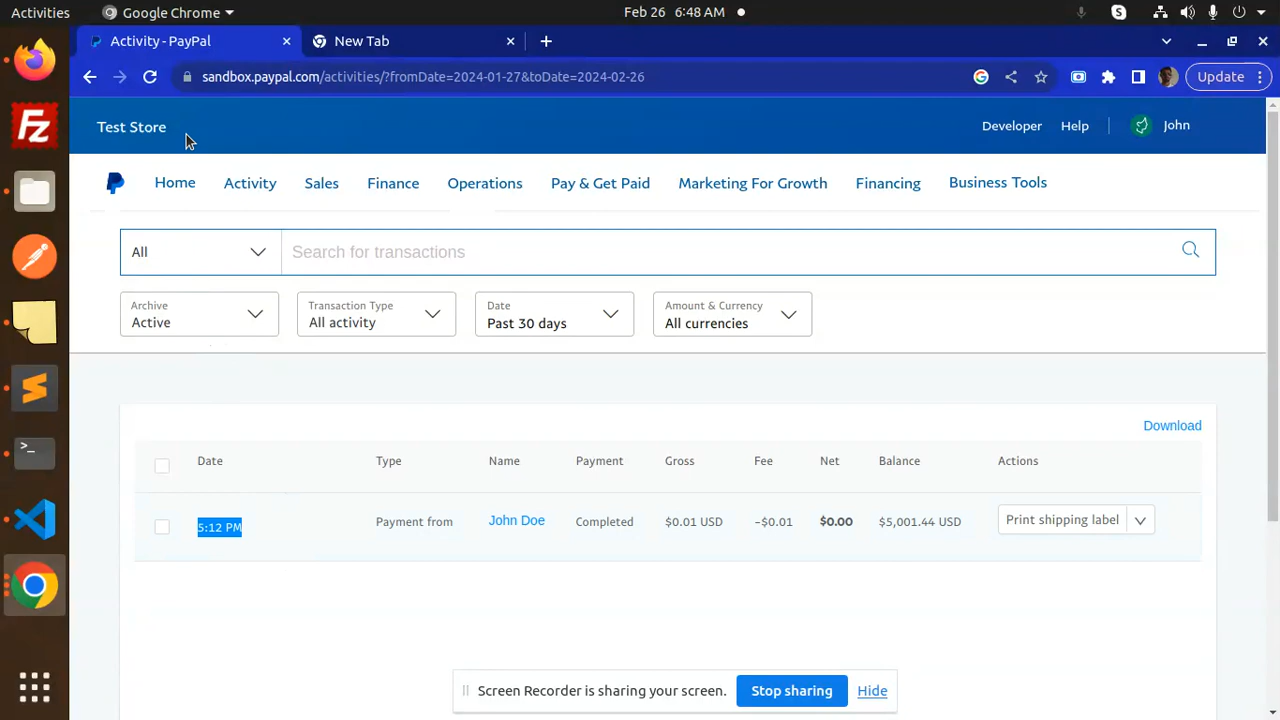 Activities Google Chrome Feb 26 6:48 AM
Activity - PayPal New Tab
sandbox.paypal.com/activities/?fromDate=2024-01-27&toDate=2024-02-26 Update
Test Store Developer Help John
Home Activity Sales Finance Operations Pay & Get Paid Marketing For Growth Financing Business Tools
All Search for transactions
Archive Transaction Type Date Amount & Currency
Active All activity Past 30 days All currencies
Download
Date Type Name Payment Gross Fee Net Balance Actions
5:12 PM Payment from John Doe Completed $0.01 USD -$0.01 $0.00 $5,001.44 USD Print shipping label
Screen Recorder is sharing your screen. Stop sharing Hide